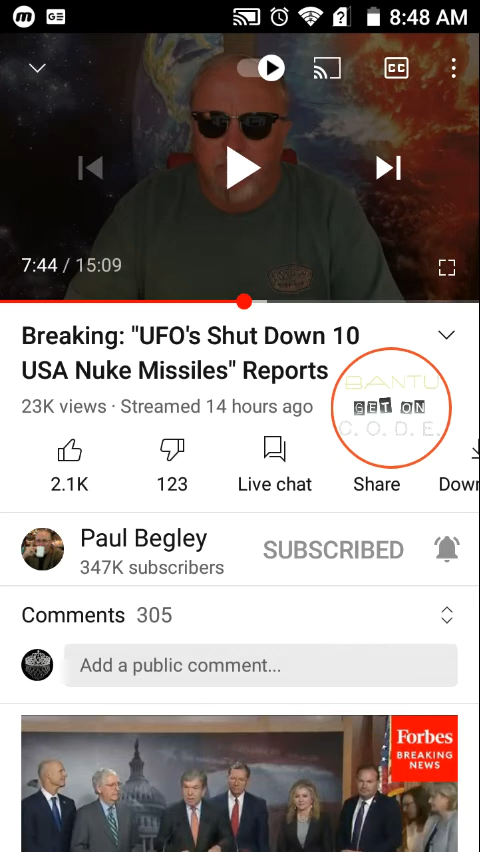 8:48 AM
CC
7:44 / 15:09
Breaking: "UFO's Shut Down 10
USA Nuke Missiles" Reports
23K views · Streamed 14 hours ago
BANTU
GET ON
C. O. D. E.
2.1K
123
Live chat
Share
Down
Paul Begley
347K subscribers
SUBSCRIBED
Comments 305
Add a public comment...
Forbes
BREAKING
NEWS